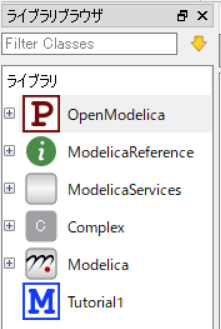 ライブラリブラウザ
Filter Classes
ライブラリ
P OpenModelica
i ModelicaReference
ModelicaServices
C Complex
m Modelica
M Tutorial1